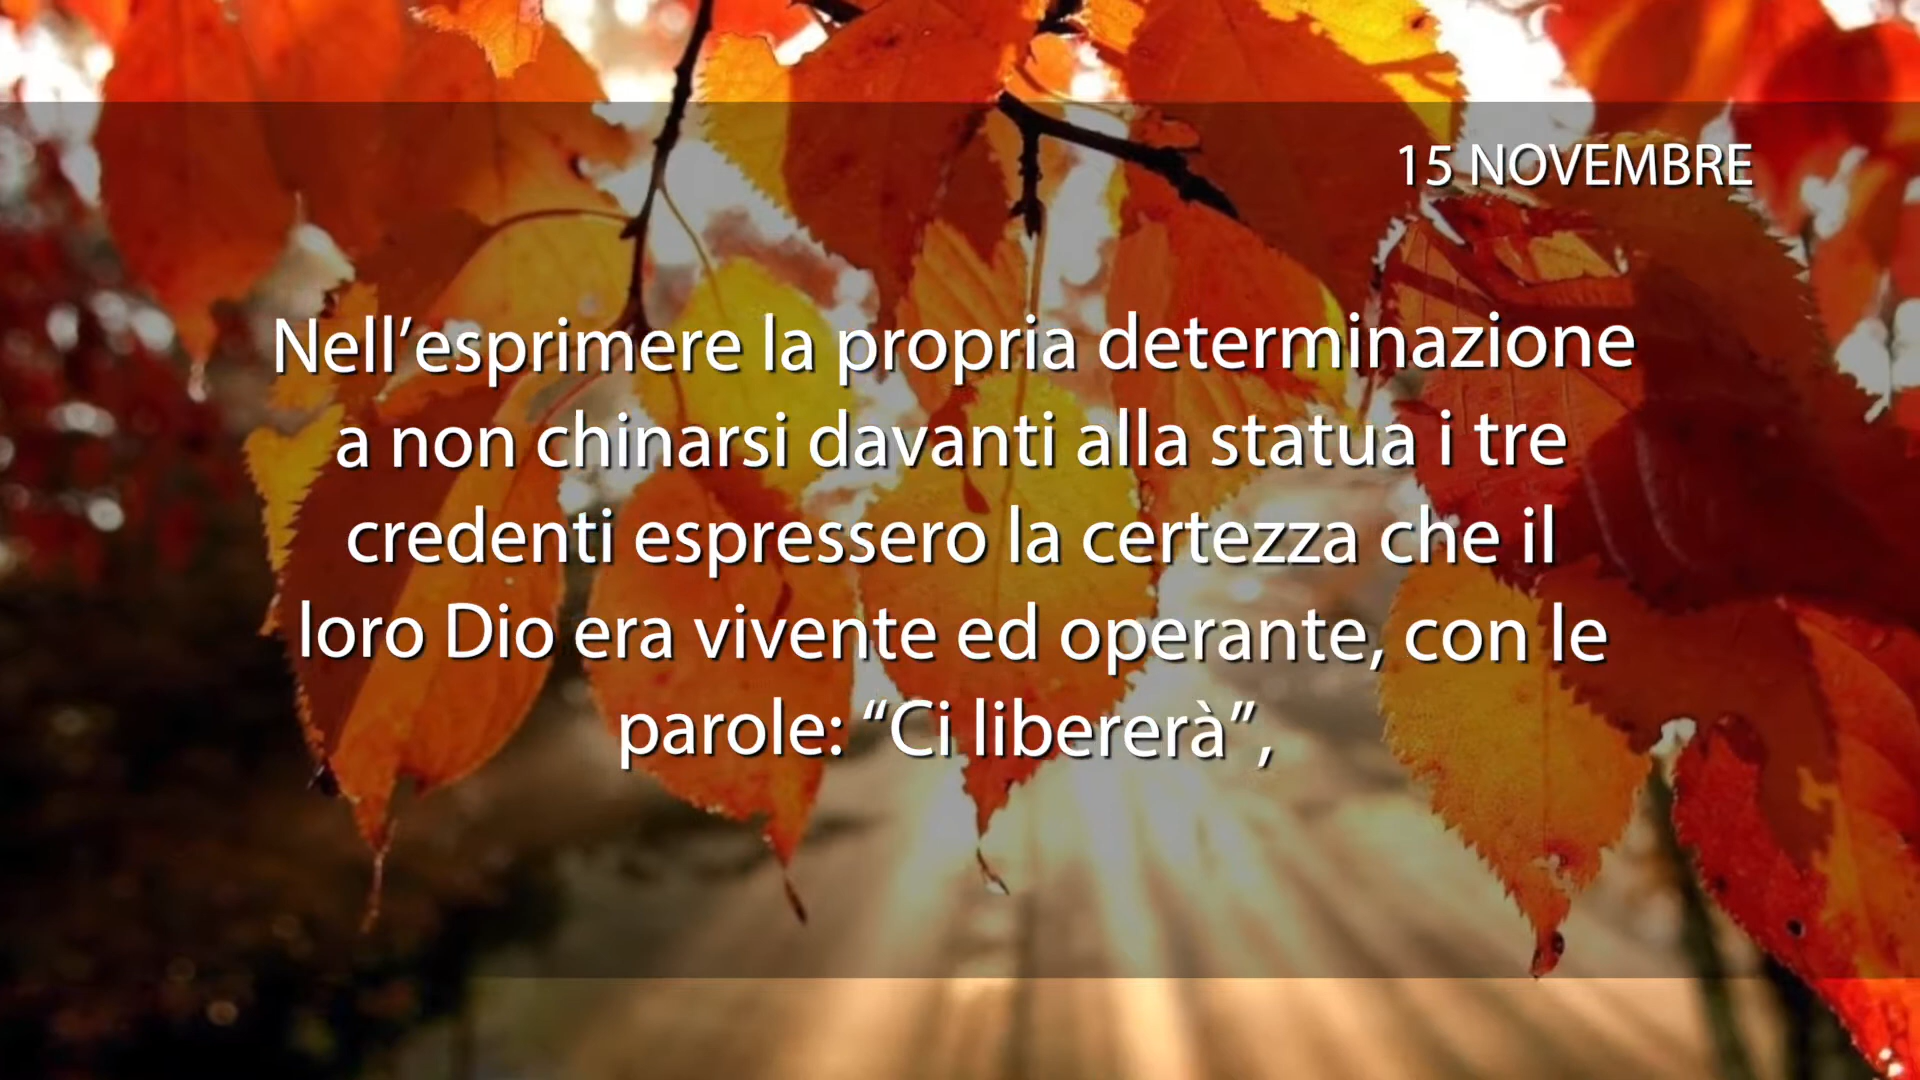 15 NOVEMBRE
Nell’esprimere la propria determinazione
a non chinarsi davanti alla statua i tre
credenti espressero la certezza che il
loro Dio era vivente ed operante, con le
parole: “Ci libererà”,